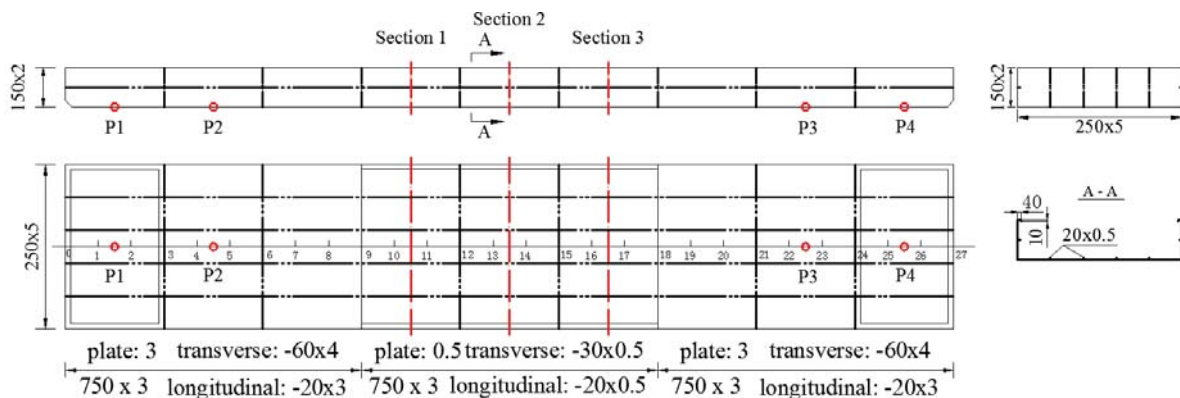 Section 2
Section 1 A Section 3
150x2
P1 P2 A P3 P4
150x2
250x5
A - A
40
10
20x0.5
250x5
0 1 2 3 4 5 6 7 8 9 10 11 12 13 14 15 16 17 18 19 20 21 22 23 24 25 26 27
P1 P2 P3 P4
plate: 3 transverse: -60x4 plate: 0.5 transverse: -30x0.5 plate: 3 transverse: -60x4
750 x 3 longitudinal: -20x3 750 x 3 longitudinal: -20x0.5 750 x 3 longitudinal: -20x3